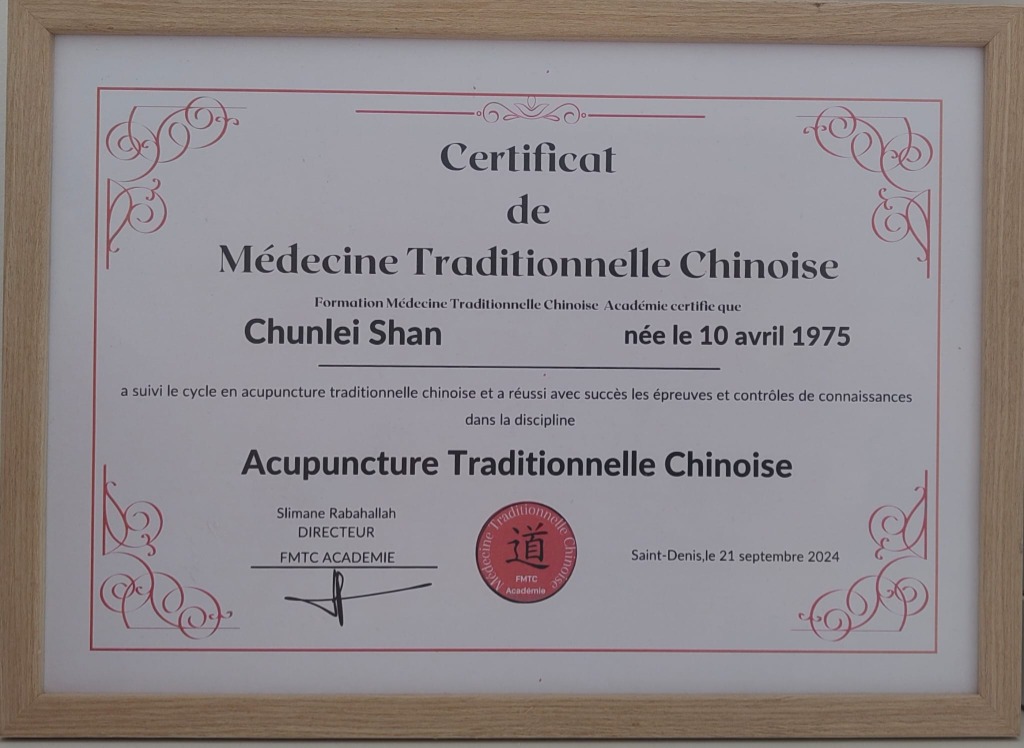 Certificat
de
Médecine Traditionnelle Chinoise
Formation Médecine Traditionnelle Chinoise Académie certifie que
Chunlei Shan née le 10 avril 1975
a suivi le cycle en acupuncture traditionnelle chinoise et a réussi avec succès les épreuves et contrôles de connaissances
dans la discipline
Acupuncture Traditionnelle Chinoise
Slimane Rabahallah
DIRECTEUR
FMTC ACADEMIE
Médecine Traditionnelle Chinoise
道
FMTC
Académie
Saint-Denis,le 21 septembre 2024